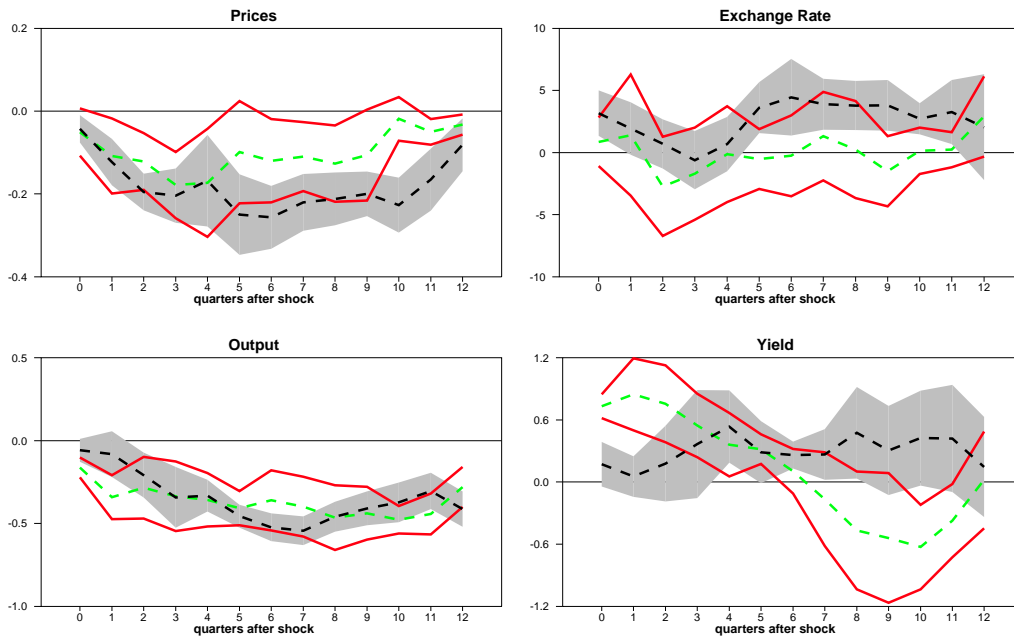 Prices
0.2
0.0
-0.2
-0.4
0 1 2 3 4 5 6 7 8 9 10 11 12
quarters after shock
Exchange Rate
10
5
0
-5
-10
0 1 2 3 4 5 6 7 8 9 10 11 12
quarters after shock
Output
0.5
0.0
-0.5
-1.0
0 1 2 3 4 5 6 7 8 9 10 11 12
quarters after shock
Yield
1.2
0.6
0.0
-0.6
-1.2
0 1 2 3 4 5 6 7 8 9 10 11 12
quarters after shock